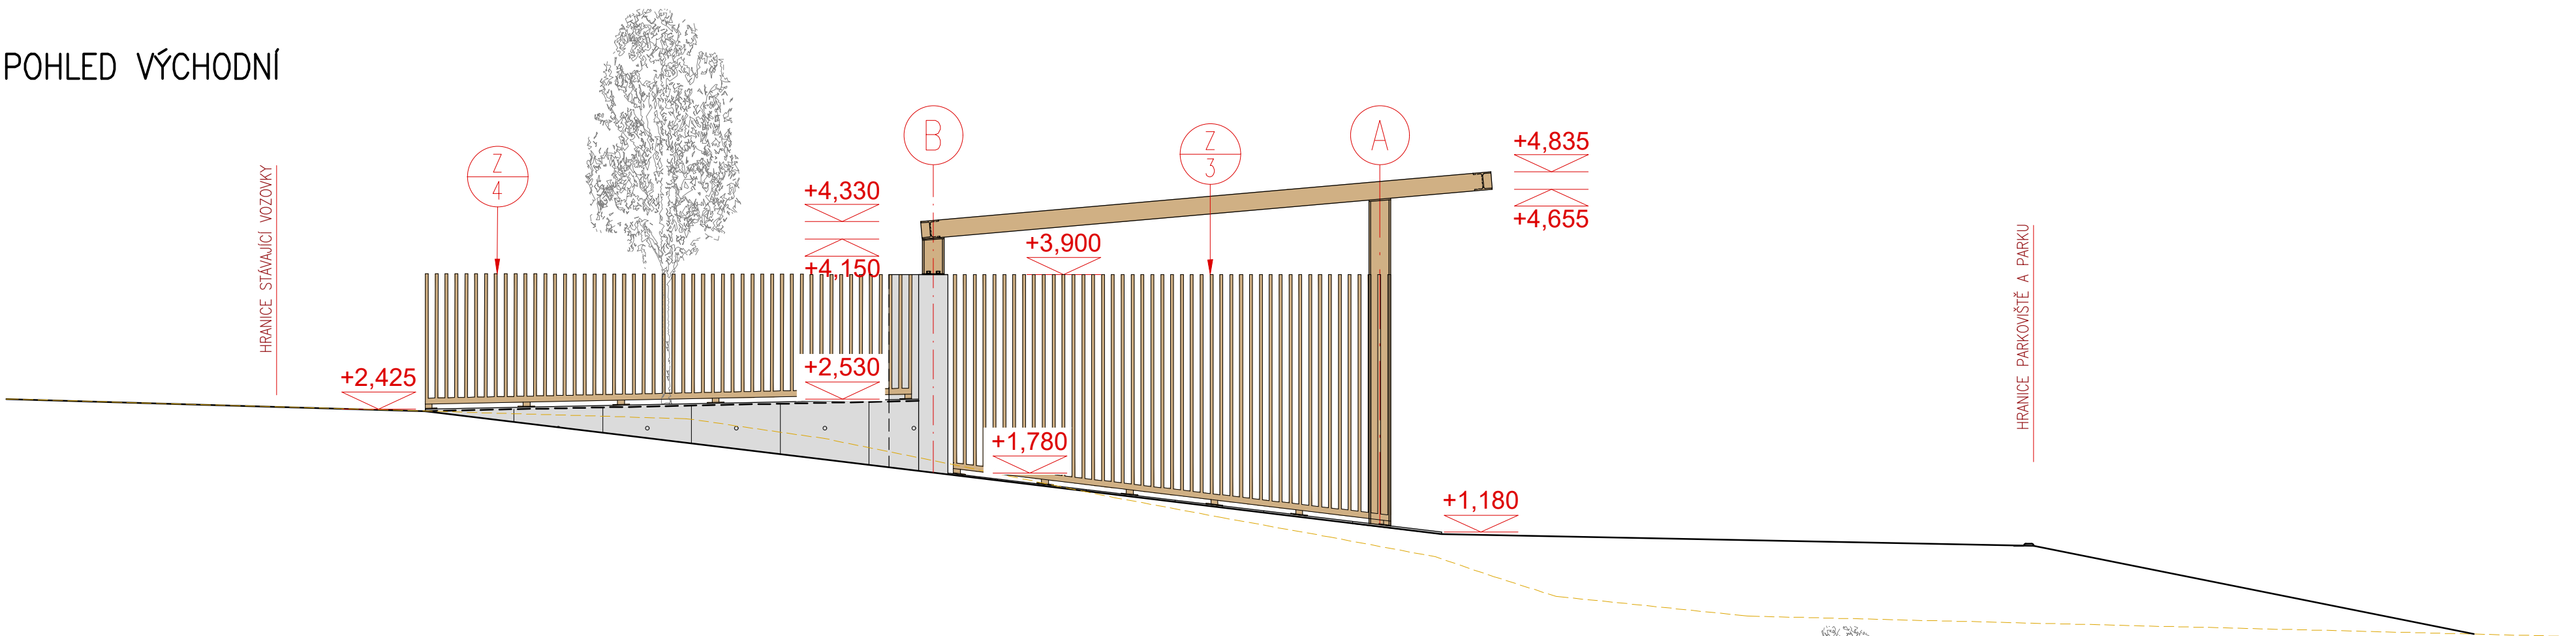 POHLED VÝCHODNÍ
HRANICE STÁVAJÍCÍ VOZOVKY
Z
4
B
Z
3
A
+4,835
+4,655
+4,330
+4,150
+3,900
+2,425
+2,530
+1,780
+1,180
HRANICE PARKOVIŠTĚ A PARKU